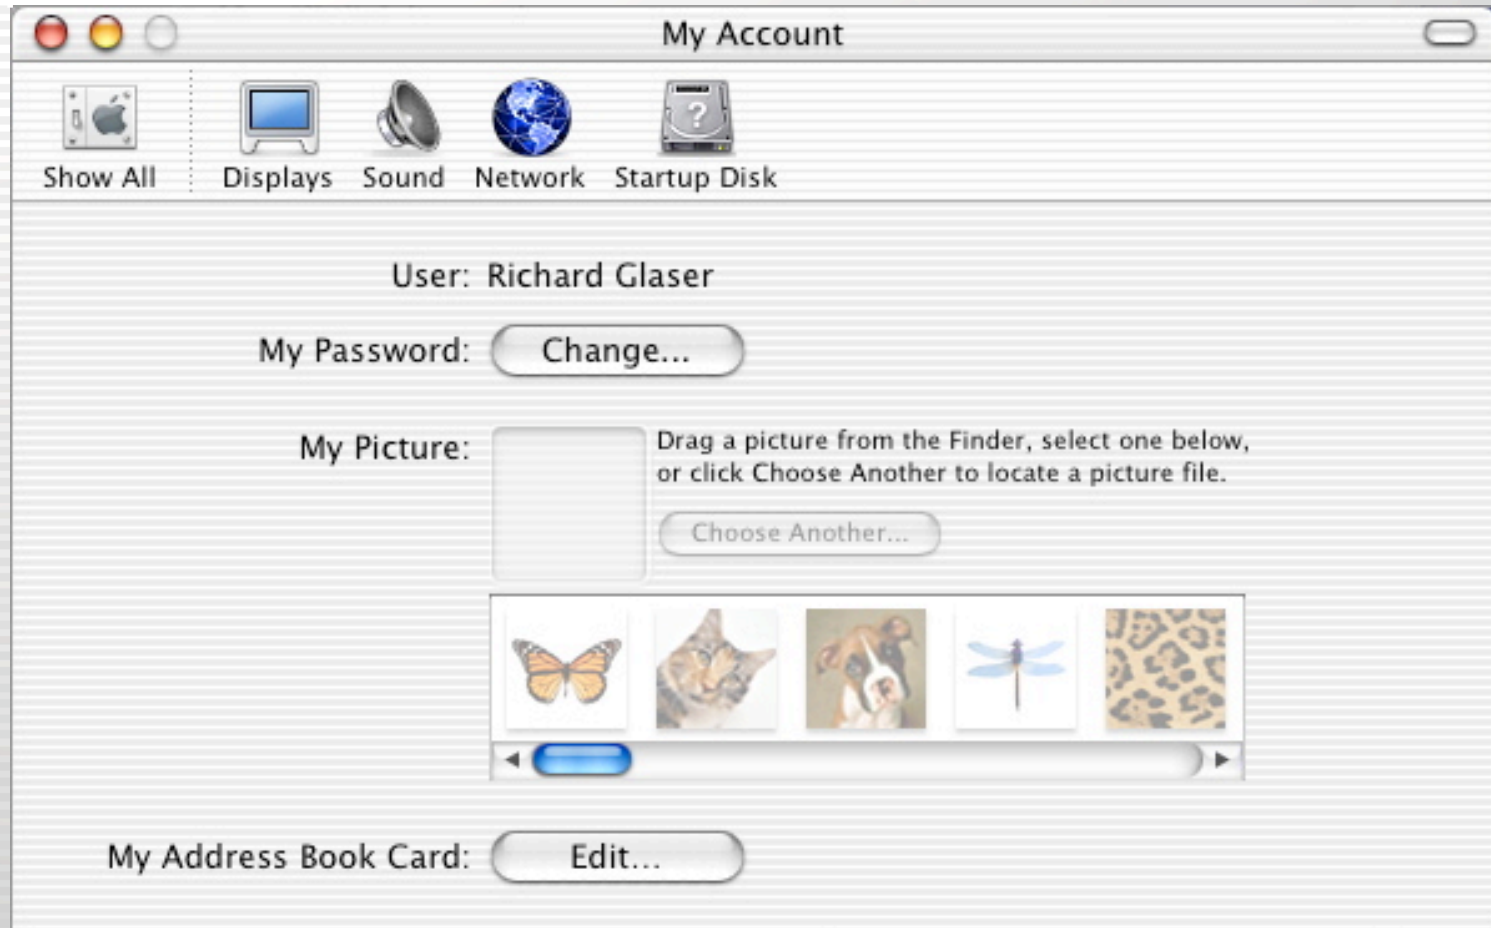 My Account
Show All Displays Sound Network Startup Disk
User: Richard Glaser
My Password: Change...
My Picture: Drag a picture from the Finder, select one below,
or click Choose Another to locate a picture file.
Choose Another...
My Address Book Card: Edit...